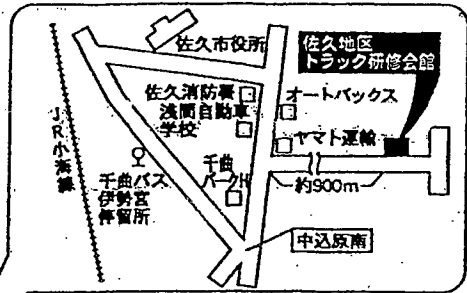 佐久市役所
佐久地区
トラック研修会館
佐久消防署
浅間自動車
学校
オートバックス
ヤマト運輸
JR小海線
千曲バス
伊勢宮
停留所
千曲
パーク
約900m
中込原南